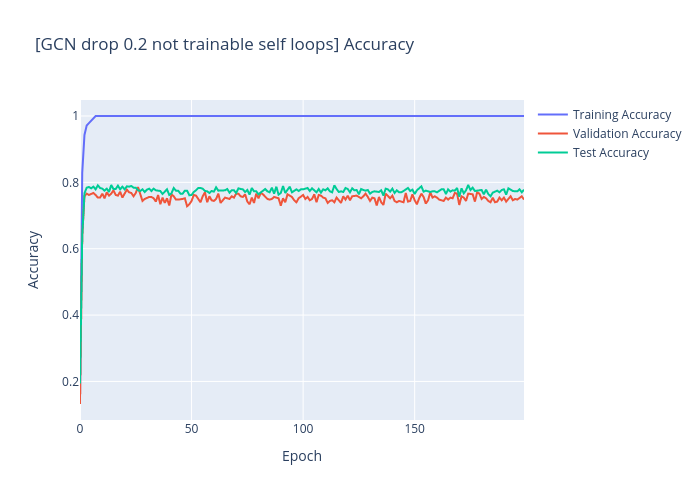 [GCN drop 0.2 not trainable self loops] Accuracy
Training Accuracy
Validation Accuracy
Test Accuracy
1
0.8
0.6
0.4
0.2
Accuracy
0
50
100
150
Epoch